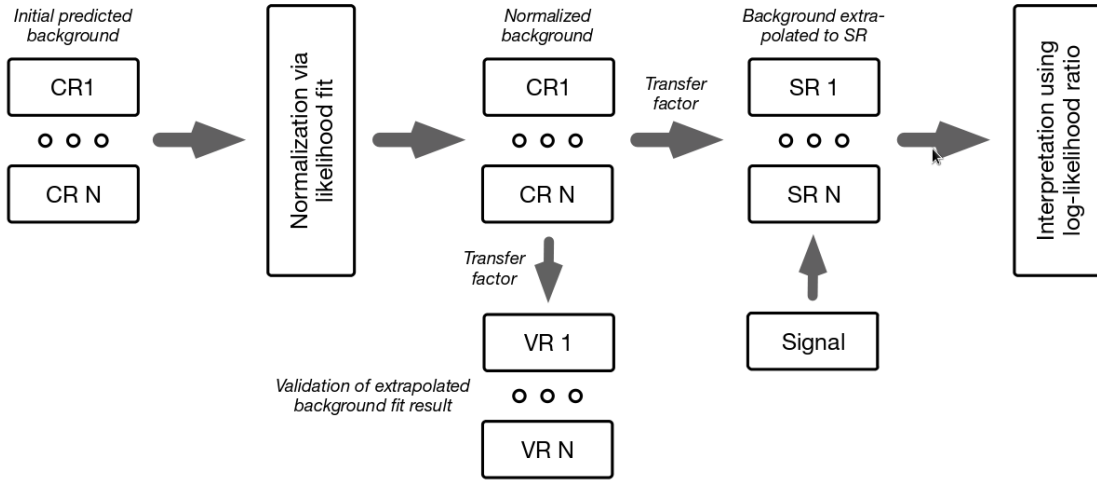 Initial predicted
background
CR1
CR N
Normalization via
likelihood fit
Normalized
background
CR1
CR N
Transfer
factor
Transfer
factor
VR 1
VR N
Validation of extrapolated
background fit result
Background extra-
polated to SR
SR 1
SR N
Signal
Interpretation using
log-likelihood ratio